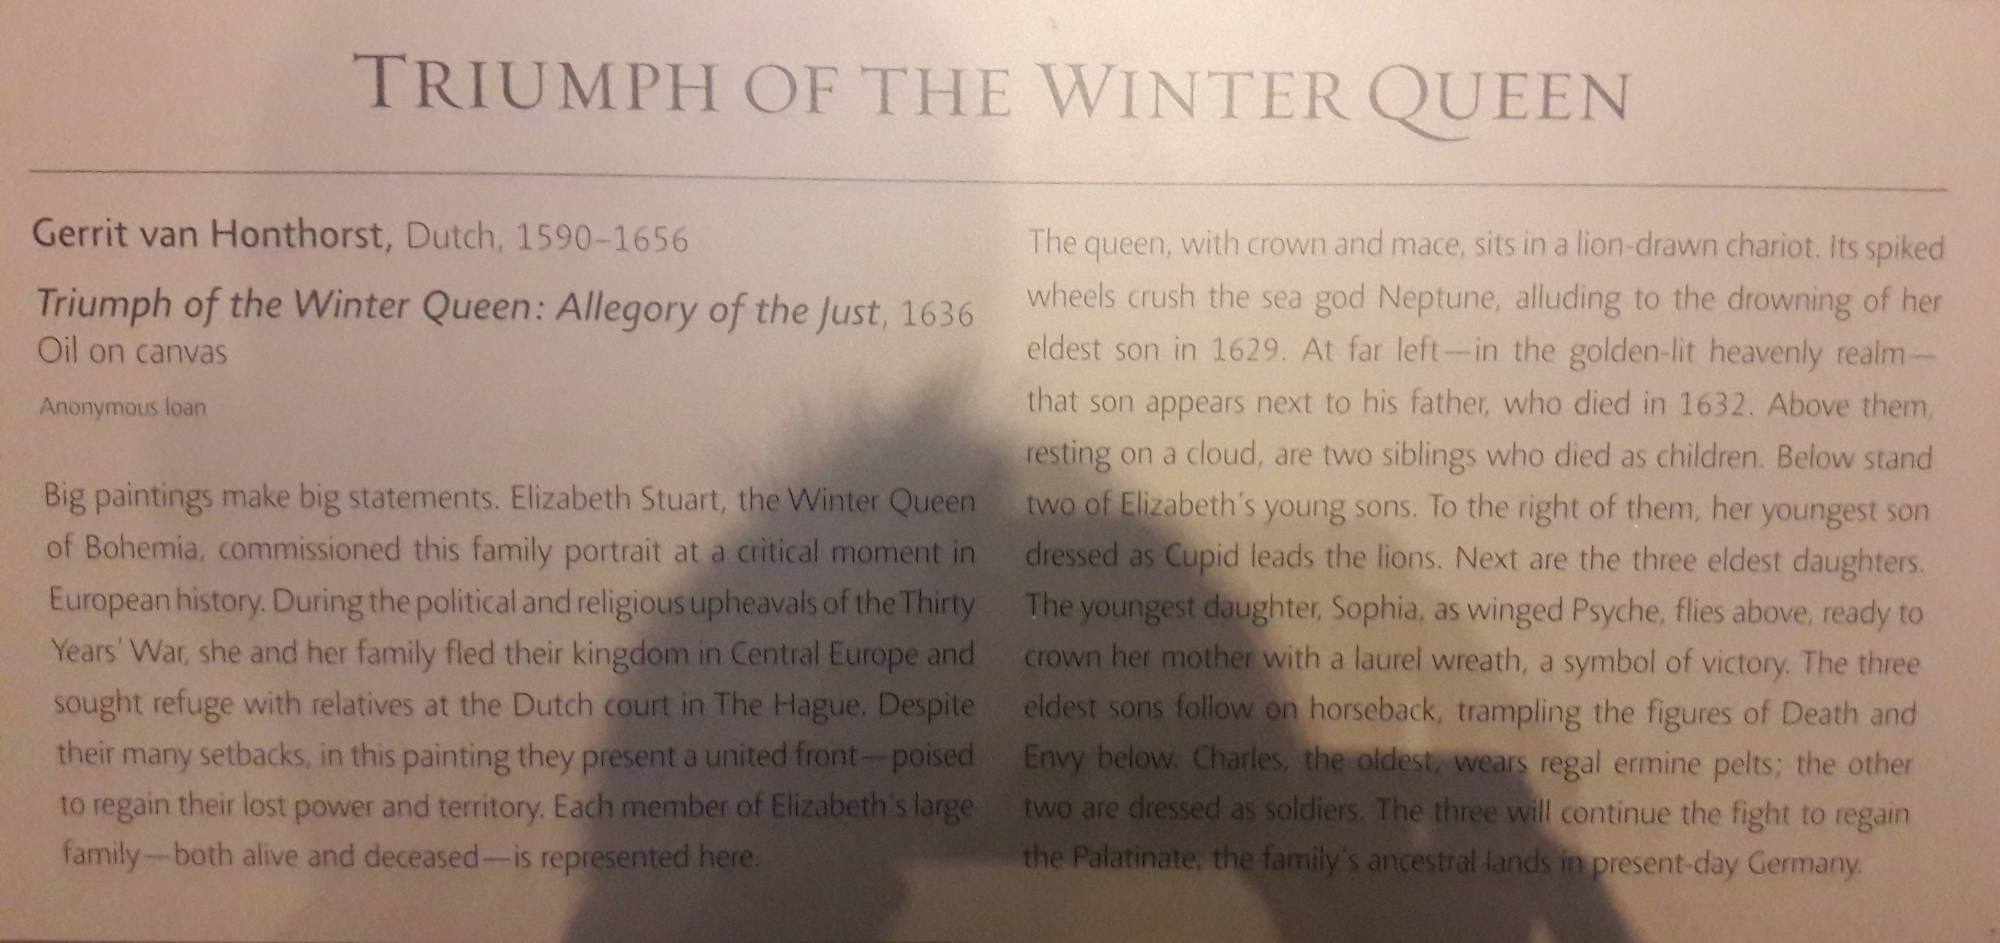 TRIUMPH OF THE WINTER QUEEN
Gerrit van Honthorst, Dutch, 1590–1656
Triumph of the Winter Queen: Allegory of the Just, 1636
Oil on canvas
Anonymous loan
Big paintings make big statements. Elizabeth Stuart, the Winter Queen
of Bohemia, commissioned this family portrait at a critical moment in
European history. During the political and religious upheavals of the Thirty
Years' War, she and her family fled their kingdom in Central Europe and
sought refuge with relatives at the Dutch court in The Hague. Despite
their many setbacks, in this painting they present a united front—poised
to regain their lost power and territory. Each member of Elizabeth's large
family—both alive and deceased—is represented here.
The queen, with crown and mace, sits in a lion-drawn chariot. Its spiked
wheels crush the sea god Neptune, alluding to the drowning of her
eldest son in 1629. At far left—in the golden-lit heavenly realm—
that son appears next to his father, who died in 1632. Above them,
resting on a cloud, are two siblings who died as children. Below stand
two of Elizabeth's young sons. To the right of them, her youngest son
dressed as Cupid leads the lions. Next are the three eldest daughters.
The youngest daughter, Sophia, as winged Psyche, flies above, ready to
crown her mother with a laurel wreath, a symbol of victory. The three
eldest sons follow on horseback, trampling the figures of Death and
Envy below. Charles, the oldest, wears regal ermine pelts; the other
two are dressed as soldiers. The three will continue the fight to regain
the Palatinate, the family's ancestral lands in present-day Germany.